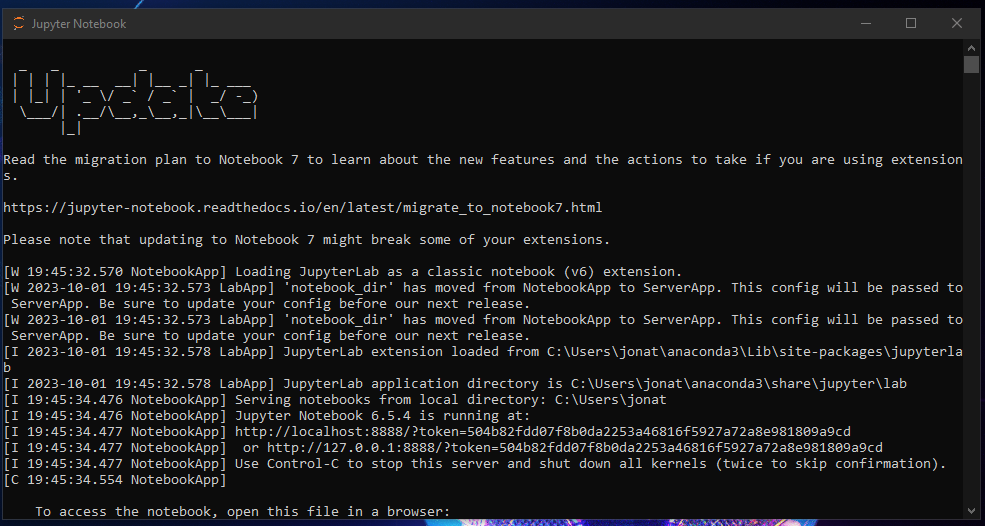 Jupyter Notebook
Update
Read the migration plan to Notebook 7 to learn about the new features and the actions to take if you are using extension
s.
https://jupyter-notebook.readthedocs.io/en/latest/migrate_to_notebook7.html
Please note that updating to Notebook 7 might break some of your extensions.
[W 19:45:32.570 NotebookApp] Loading JupyterLab as a classic notebook (v6) extension.
[W 2023-10-01 19:45:32.573 LabApp] 'notebook_dir' has moved from NotebookApp to ServerApp. This config will be passed to
ServerApp. Be sure to update your config before our next release.
[W 2023-10-01 19:45:32.573 LabApp] 'notebook_dir' has moved from NotebookApp to ServerApp. This config will be passed to
ServerApp. Be sure to update your config before our next release.
[I 2023-10-01 19:45:32.578 LabApp] JupyterLab extension loaded from C:\Users\jonat\anaconda3\Lib\site-packages\jupyterla
b
[I 2023-10-01 19:45:32.578 LabApp] JupyterLab application directory is C:\Users\jonat\anaconda3\share\jupyter\lab
[I 19:45:34.476 NotebookApp] Serving notebooks from local directory: C:\Users\jonat
[I 19:45:34.476 NotebookApp] Jupyter Notebook 6.5.4 is running at:
[I 19:45:34.477 NotebookApp] http://localhost:8888/?token=504b82fdd07f8b0da2253a46816f5927a72a8e981809a9cd
[I 19:45:34.477 NotebookApp]  or http://127.0.0.1:8888/?token=504b82fdd07f8b0da2253a46816f5927a72a8e981809a9cd
[I 19:45:34.477 NotebookApp] Use Control-C to stop this server and shut down all kernels (twice to skip confirmation).
[C 19:45:34.554 NotebookApp]
To access the notebook, open this file in a browser: